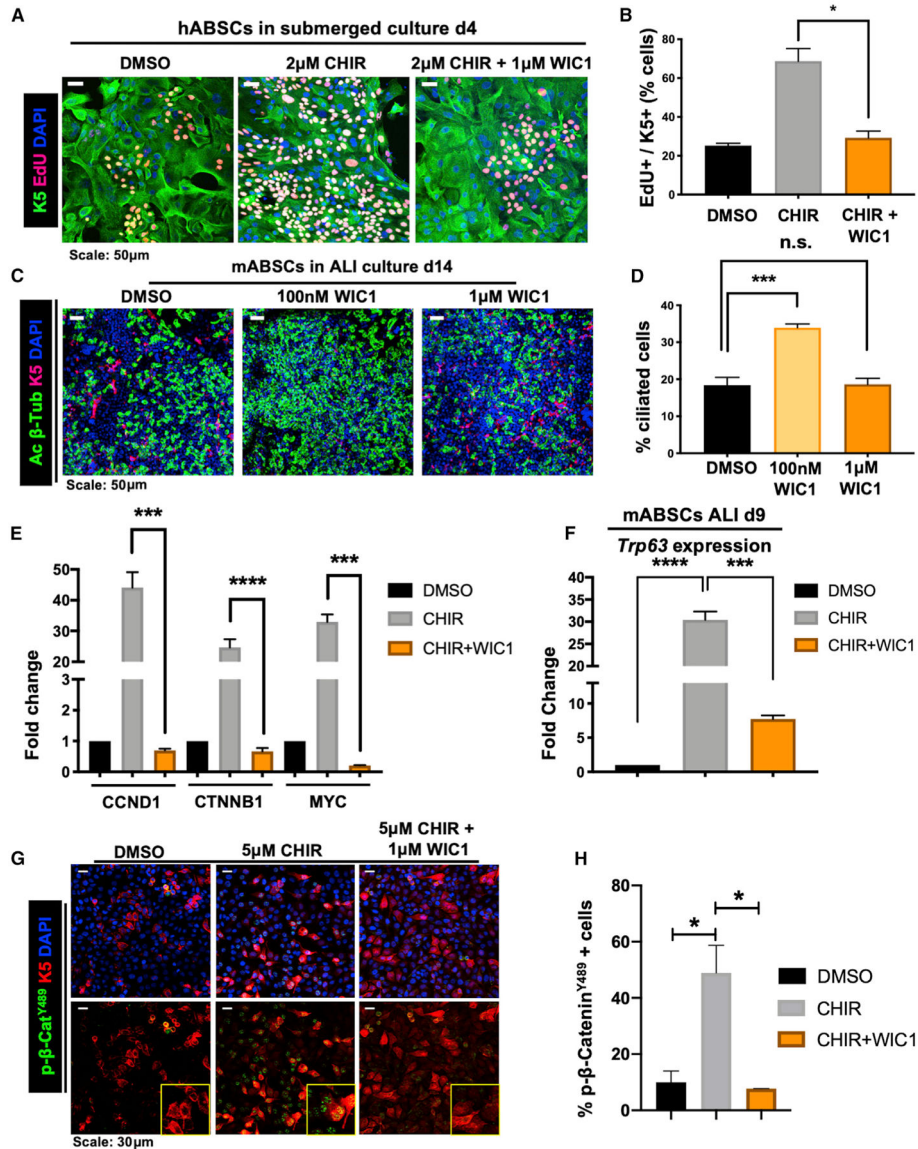 A
hABSCs in submerged culture d4
DMSO
2µM CHIR
2µM CHIR + 1µM WIC1
K5 EdU DAPI
Scale: 50µm
B
*
EdU+ / K5+ (% cells)
80
60
40
20
0
DMSO
CHIR
CHIR +
WIC1
C
mABSCs in ALI culture d14
DMSO
100nM WIC1
1µM WIC1
Ac β-Tub K5 DAPI
Scale: 50µm
D
n.s.
***
% ciliated cells
40
30
20
10
0
DMSO
100nM
WIC1
1µM
WIC1
E
***
****
***
Fold change
50
40
30
20
2
1
0
CCND1
CTNNB1
MYC
DMSO
CHIR
CHIR+WIC1
F
mABSCs ALI d9
Trp63 expression
****
***
Fold Change
40
35
30
25
20
15
10
5
0
DMSO
CHIR
CHIR+WIC1
G
DMSO
5µM CHIR
5µM CHIR +
1µM WIC1
p-β-Cat^Y489 K5 DAPI
Scale: 30µm
H
*
*
% p-β-Catenin^Y489 + cells
80
60
40
20
0
DMSO
CHIR
CHIR+WIC1